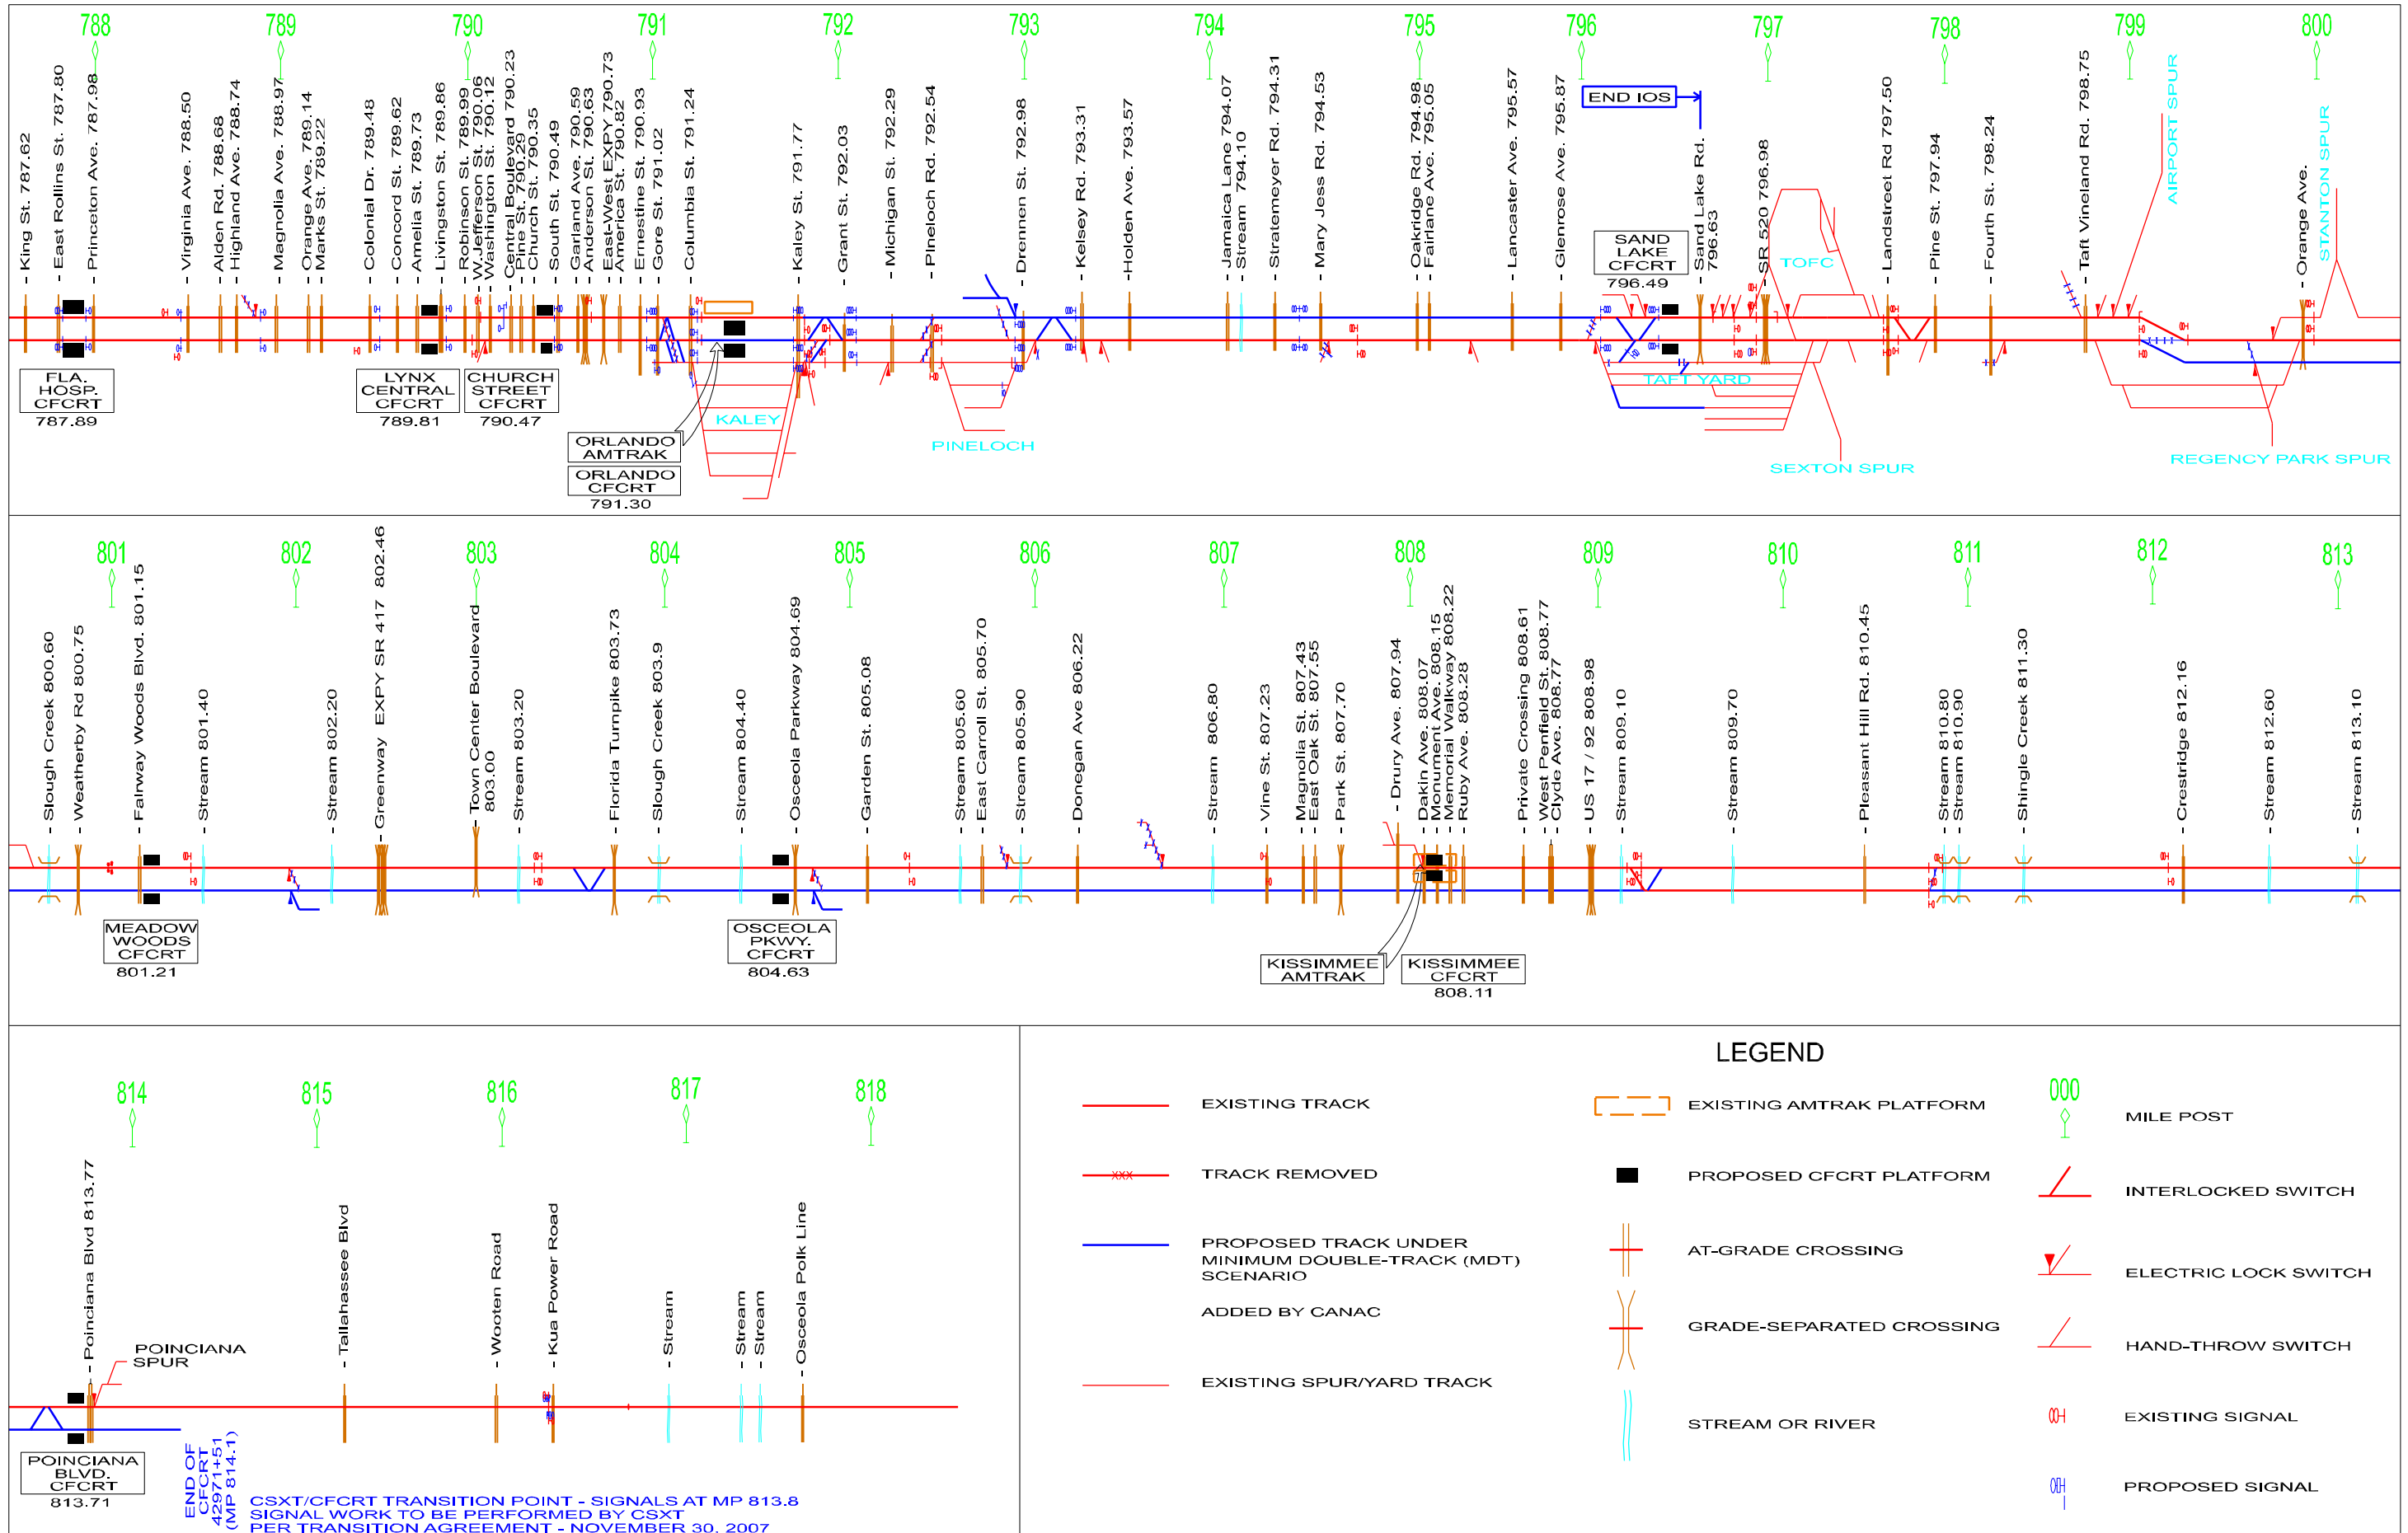 788
789
790
791
792
793
794
795
796
797
798
799
800
King St. 787.62
East Rollins St. 787.80
Princeton Ave. 787.98
Virginia Ave. 788.50
Alden Rd. 788.68
Highland Ave. 788.74
Magnolia Ave. 788.97
Orange Ave. 789.14
Marks St. 789.22
Colonial Dr. 789.48
Concord St. 789.62
Amelia St. 789.73
Livingston St. 789.86
Robinson St. 789.99
W.Jefferson St. 790.06
Washington St. 790.12
Central Boulevard 790.23
Pine St. 790.29
Church St. 790.35
South St. 790.49
Garland Ave. 790.59
Anderson St. 790.63
East-West EXPY 790.73
America St. 790.82
Ernestine St. 790.93
Gore St. 791.02
Columbia St. 791.24
Kaley St. 791.77
Grant St. 792.03
Michigan St. 792.29
Pineloch Rd. 792.54
Drennen St. 792.98
Kelsey Rd. 793.31
Holden Ave. 793.57
Jamaica Lane 794.07
Stream 794.10
Stratemeyer Rd. 794.31
Mary Jess Rd. 794.53
Oakridge Rd. 794.98
Fairlane Ave. 795.05
Lancaster Ave. 795.57
Glenrose Ave. 795.87
END IOS
Sand Lake Rd.
796.63
SR 520 796.98
Landstreet Rd 797.50
Pine St. 797.94
Fourth St. 798.24
Taft Vineland Rd. 798.75
AIRPORT SPUR
Orange Ave.
STANTON SPUR
SAND
LAKE
CFCRT
796.49
TOFC
FLA.
HOSP.
CFCRT
787.89
LYNX
CENTRAL
CFCRT
789.81
CHURCH
STREET
CFCRT
790.47
ORLANDO
AMTRAK
ORLANDO
CFCRT
791.30
KALEY
PINELOCH
TAFT YARD
SEXTON SPUR
REGENCY PARK SPUR
801
802
803
804
805
806
807
808
809
810
811
812
813
Slough Creek 800.60
Weatherby Rd 800.75
Fairway Woods Blvd. 801.15
Stream 801.40
Stream 802.20
Greenway EXPY SR 417 802.46
Town Center Boulevard
803.00
Stream 803.20
Florida Turnpike 803.73
Slough Creek 803.9
Stream 804.40
Osceola Parkway 804.69
Garden St. 805.08
Stream 805.60
East Carroll St. 805.70
Stream 805.90
Donegan Ave 806.22
Stream 806.80
Vine St. 807.23
Magnolia St. 807.43
East Oak St. 807.55
Park St. 807.70
Drury Ave. 807.94
Dakin Ave. 808.07
Monument Ave. 808.15
Memorial Walkway 808.22
Ruby Ave. 808.28
Private Crossing 808.61
West Penfield St. 808.77
Clyde Ave. 808.77
US 17 / 92 808.98
Stream 809.10
Stream 809.70
Pleasant Hill Rd. 810.45
Stream 810.80
Stream 810.90
Shingle Creek 811.30
Crestridge 812.16
Stream 812.60
Stream 813.10
MEADOW
WOODS
CFCRT
801.21
OSCEOLA
PKWY.
CFCRT
804.63
KISSIMMEE
AMTRAK
KISSIMMEE
CFCRT
808.11
814
815
816
817
818
Poinciana Blvd 813.77
POINCIANA
SPUR
Tallahassee Blvd
Wooten Road
Kua Power Road
Stream
Stream
Stream
Osceola Polk Line
POINCIANA
BLVD.
CFCRT
813.71
END OF
CFCRT
42971+51
(MP 814.1)
CSXT/CFCRT TRANSITION POINT - SIGNALS AT MP 813.8
SIGNAL WORK TO BE PERFORMED BY CSXT
PER TRANSITION AGREEMENT - NOVEMBER 30, 2007
LEGEND
EXISTING TRACK
XXX
TRACK REMOVED
PROPOSED TRACK UNDER
MINIMUM DOUBLE-TRACK (MDT)
SCENARIO
ADDED BY CANAC
EXISTING SPUR/YARD TRACK
EXISTING AMTRAK PLATFORM
PROPOSED CFCRT PLATFORM
AT-GRADE CROSSING
GRADE-SEPARATED CROSSING
STREAM OR RIVER
000
MILE POST
INTERLOCKED SWITCH
ELECTRIC LOCK SWITCH
HAND-THROW SWITCH
EXISTING SIGNAL
PROPOSED SIGNAL